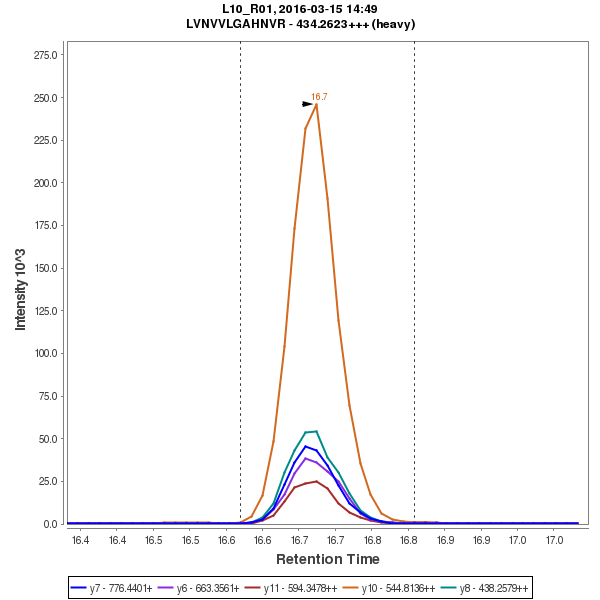 L10_R01, 2016-03-15 14:49
LVNVVLGAHNVR - 434.2623+++ (heavy)
275.0
250.0
225.0
200.0
175.0
150.0
125.0
100.0
75.0
50.0
25.0
0.0
Intensity 10^3
16.7
16.4 16.4 16.5 16.5 16.6 16.6 16.7 16.7 16.8 16.8 16.9 16.9 17.0 17.0
Retention Time
y7 - 776.4401+ y6 - 663.3561+ y11 - 594.3478++ y10 - 544.8136++ y8 - 438.2579++